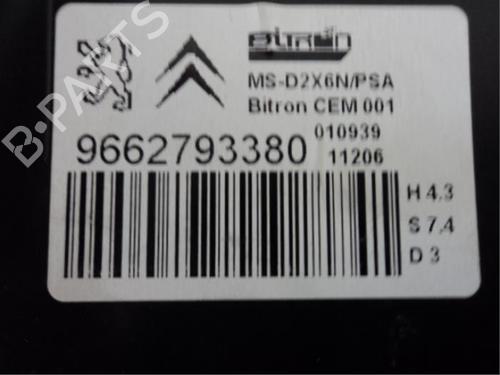 BITRON
MS-D2X6N/PSA
Bitron CEM 001
010939
9662793380
11206
H 4.3
S 7.4
D 3
B-PARTS